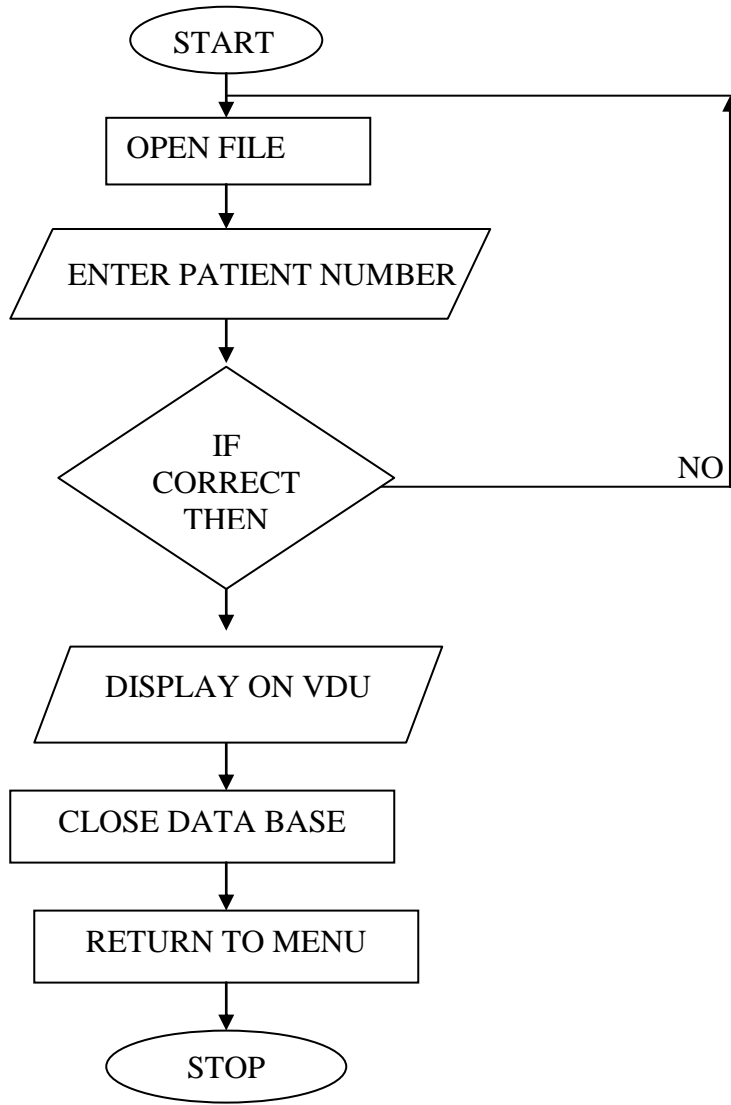 START
OPEN FILE
ENTER PATIENT NUMBER
IF
CORRECT
THEN
NO
DISPLAY ON VDU
CLOSE DATA BASE
RETURN TO MENU
STOP